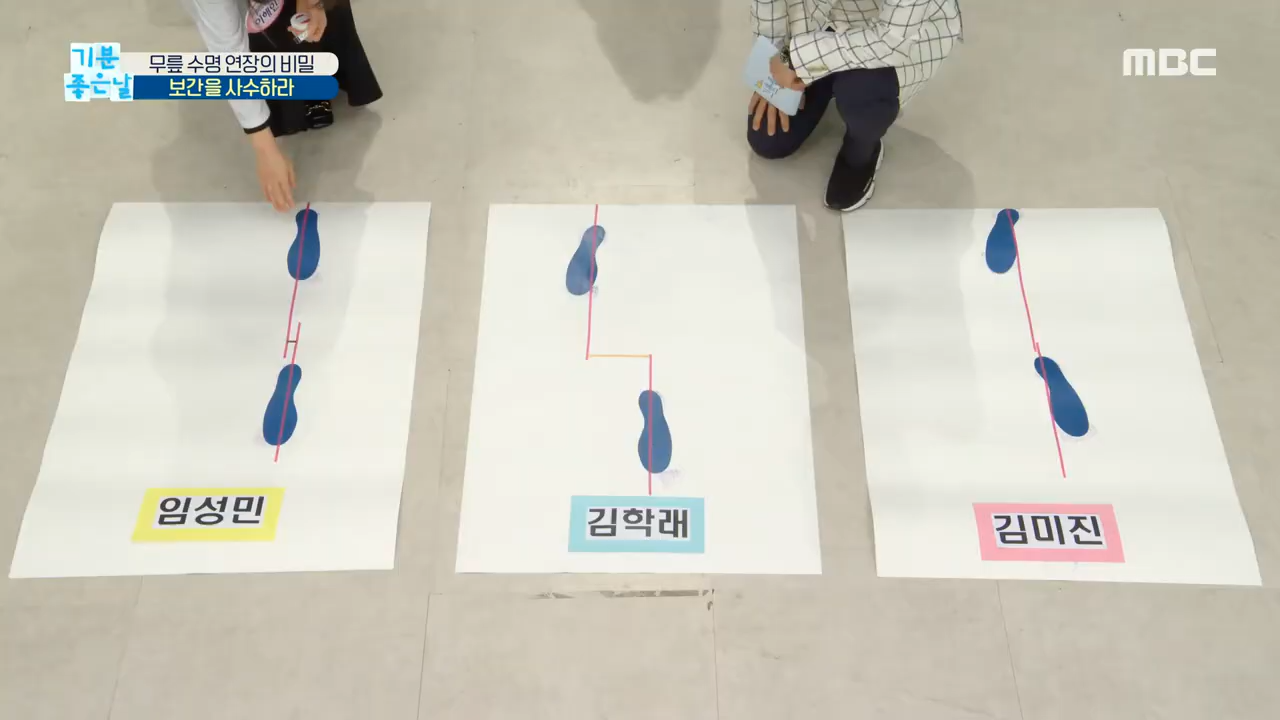 기분
좋은날
무릎 수명 연장의 비밀
보간을 사수하라
MBC
임성민
김학래
김미진